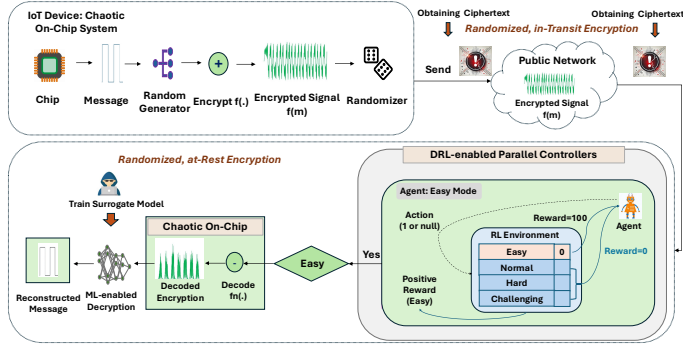 IoT Device: Chaotic
On-Chip System
Chip
Message
Random
Generator
Encrypt f(.)
Encrypted Signal
f(m)
Randomizer
Send
Obtaining Ciphertext
Obtaining Ciphertext
Randomized, in-Transit Encryption
Public Network
Encrypted Signal
f(m)
Randomized, at-Rest Encryption
Train Surrogate Model
Reconstructed
Message
ML-enabled
Decryption
Chaotic On-Chip
Decoded
Encryption
-
Decode
fn(.)
Easy
Yes
DRL-enabled Parallel Controllers
Agent: Easy Mode
Action
(1 or null)
Positive
Reward
(Easy)
RL Environment
Easy 0
Normal
Hard
Challenging
Reward=100
Agent
Reward=0